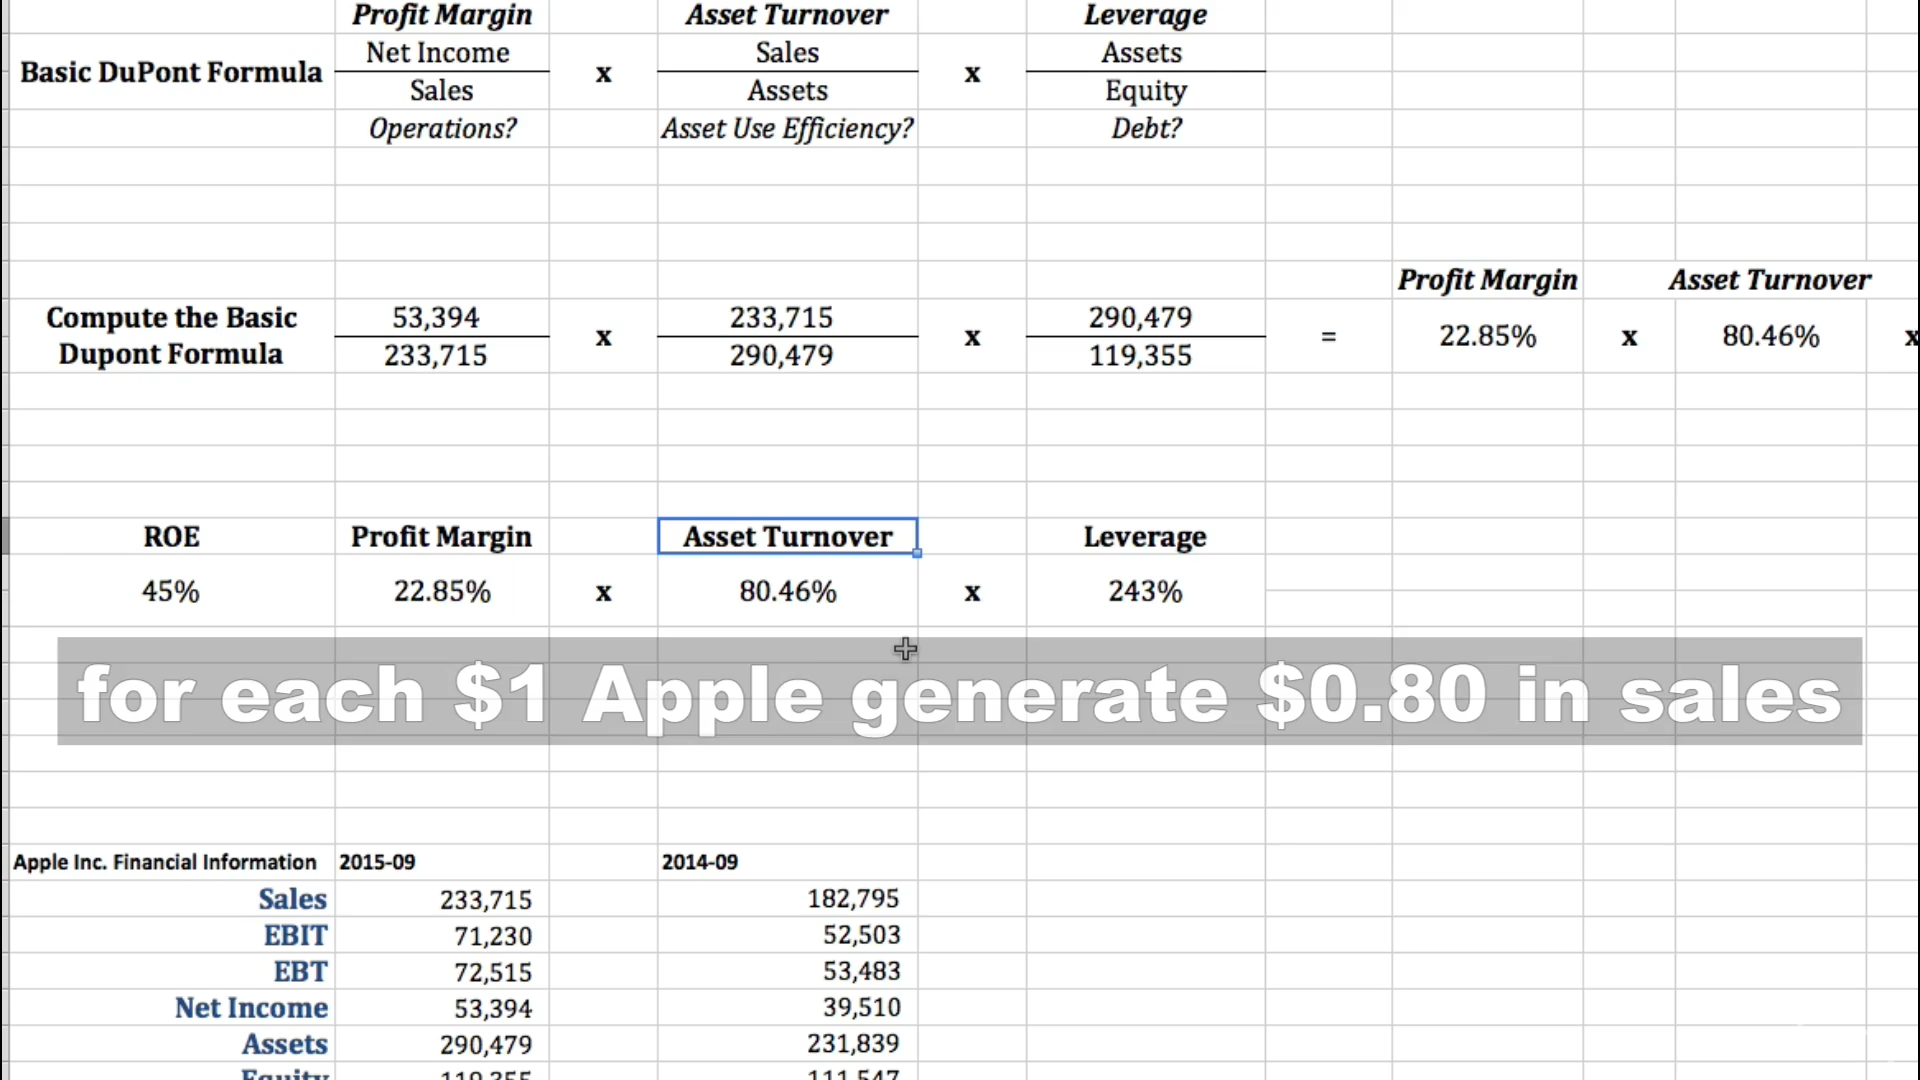 Profit Margin Asset Turnover Leverage
Net Income Sales Assets
Basic DuPont Formula x x
Sales Assets Equity
Operations? Asset Use Efficiency? Debt?
Profit Margin Asset Turnover
Compute the Basic 53,394 233,715 290,479
x x = 22.85% x 80.46% x
Dupont Formula 233,715 290,479 119,355
ROE Profit Margin Asset Turnover Leverage
45% 22.85% x 80.46% x 243%
for each $1 Apple generate $0.80 in sales
Apple Inc. Financial Information 2015-09 2014-09
Sales 233,715 182,795
EBIT 71,230 52,503
EBT 72,515 53,483
Net Income 53,394 39,510
Assets 290,479 231,839
Equity 119,355 111,547